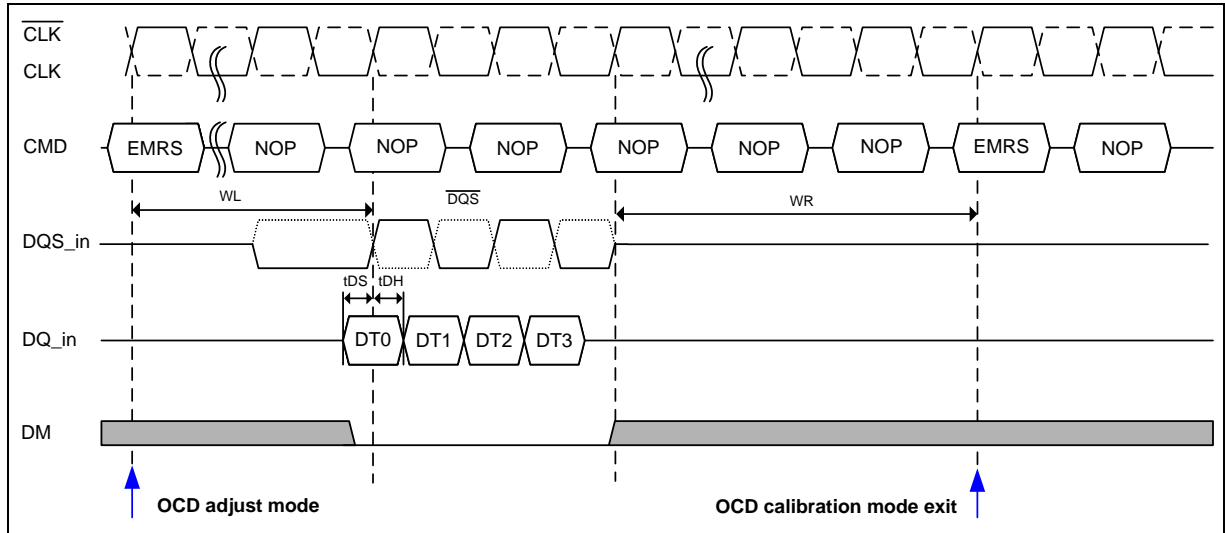 CLK
CLK
CMD EMRS NOP NOP NOP NOP NOP NOP EMRS NOP
WL DQS WR
DQS_in
tDS tDH
DQ_in DT0 DT1 DT2 DT3
DM
OCD adjust mode OCD calibration mode exit